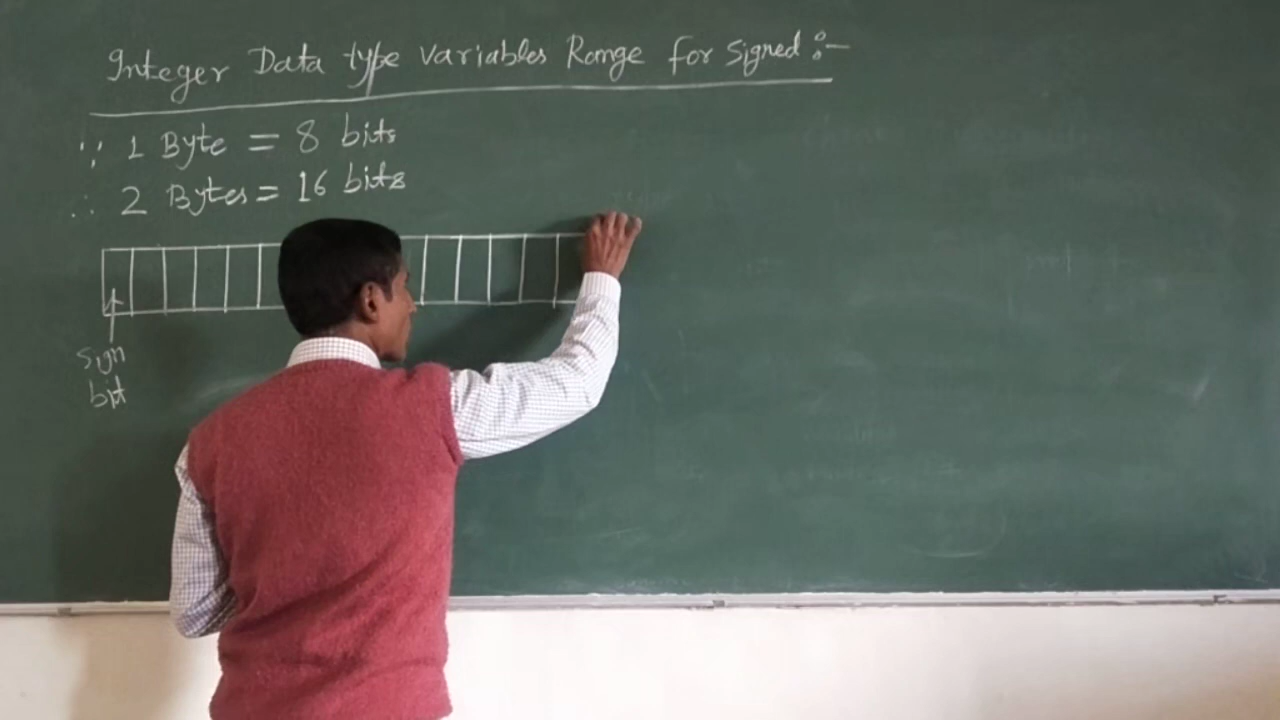 Integer Data type variables Range for Signed :-
∵ 1 Byte = 8 bits
∴ 2 Bytes = 16 bits
Sign
bit